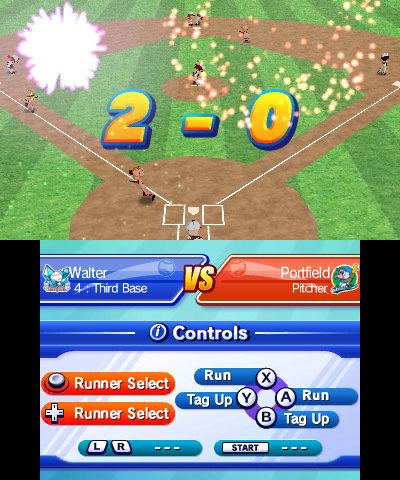 2 - 0
Walter
4 : Third Base
VS
Portfield
Pitcher
i Controls
Runner Select
Runner Select
Run
X
Tag Up
Y
A
Run
B
Tag Up
L R - - -
START - - -